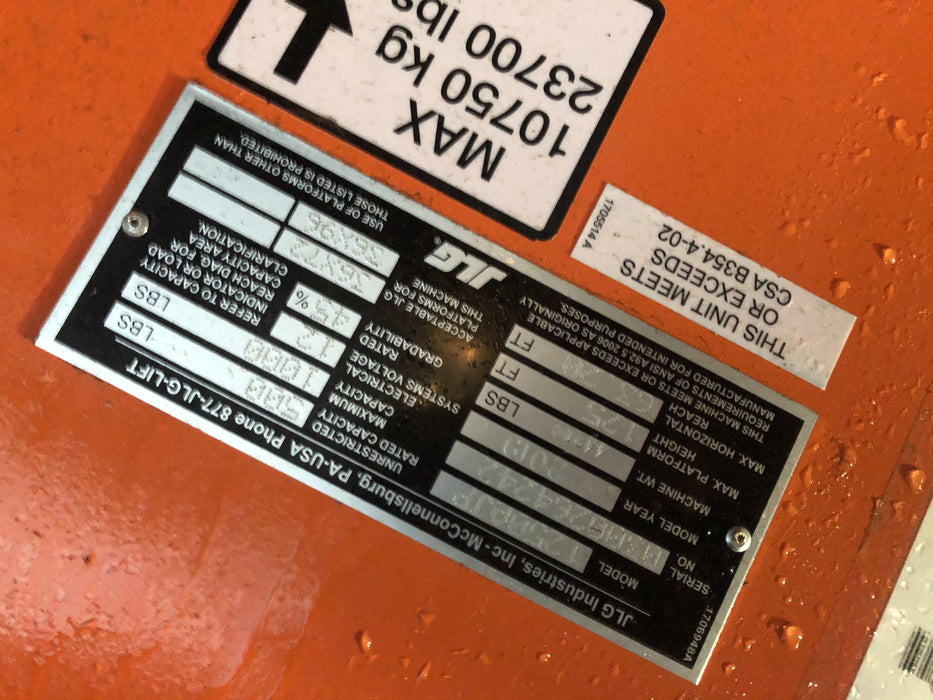 JLG Industries, Inc - McConnellsburg, PA-USA Phone 877-JLG-LIFT
MODEL
SERIAL NO.
MODEL YEAR
MACHINE WT.
LBS
MAX. PLATFORM HEIGHT
FT
MAX. HORIZONTAL REACH
FT
THIS MACHINE MEETS OR EXCEEDS APPLICABLE
REQUIREMENTS OF ANSI A92.5 2006 AS ORIGINALLY
MANUFACTURED FOR INTENDED PURPOSES.
UNRESTRICTED
RATED CAPACITY
500
LBS
MAXIMUM
CAPACITY
1000
LBS
ELECTRICAL
SYSTEMS VOLTAGE
12
REFER TO CAPACITY
INDICATOR OR LOAD
REACH DIAG. FOR
CAPACITY AREA
CLARIFICATION.
RATED
GRADABILITY
45 %
ACCEPTABLE JLG
PLATFORMS FOR
THIS MACHINE
36X72
36X96
USE OF PLATFORMS OTHER THAN
THOSE LISTED IS PROHIBITED.
JLG®
1706948A
THIS UNIT MEETS
OR EXCEEDS
CSA B354.4-02
1705514 A
MAX
10750 kg
23700 lbs